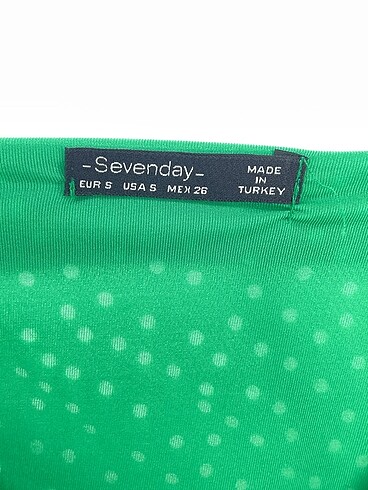 -Sevenday-
EUR S USA S MEX 26
MADE
IN
TURKEY